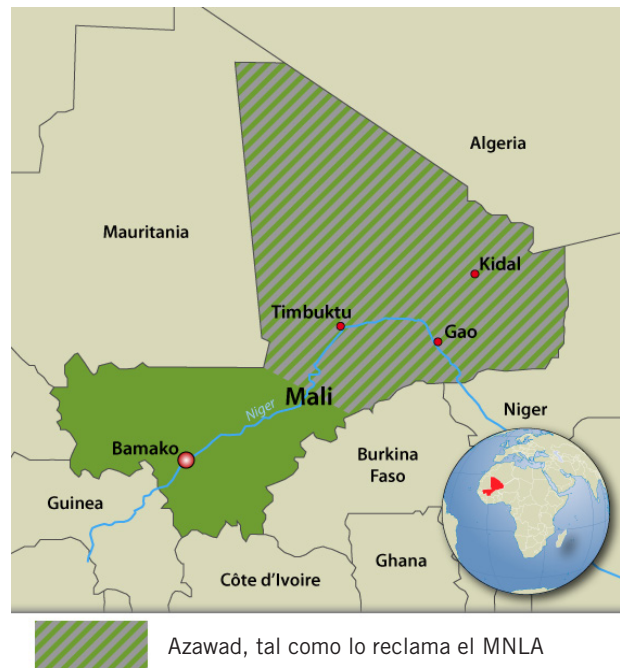 Algeria
Mauritania
Kidal
Timbuktu
Gao
Mali
Niger
Niger
Bamako
Burkina
Faso
Guinea
Ghana
Côte d'Ivoire
Azawad, tal como lo reclama el MNLA